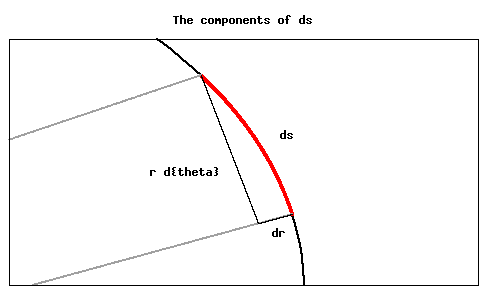 The components of ds
ds
r d{theta}
dr